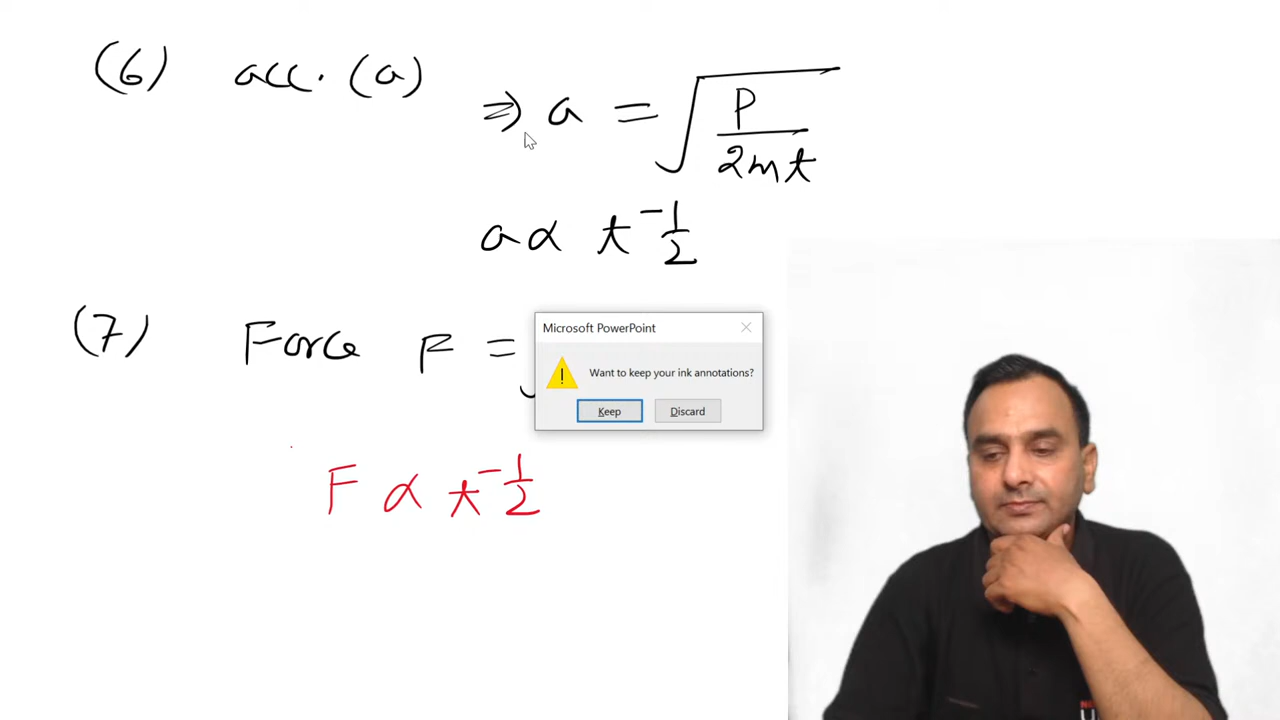 (6) acc. (a) ⇒ a = √(P/2mt)
a ∝ t^-1/2
(7) Force F =
Microsoft PowerPoint
Want to keep your ink annotations?
Keep Discard
F ∝ t^-1/2